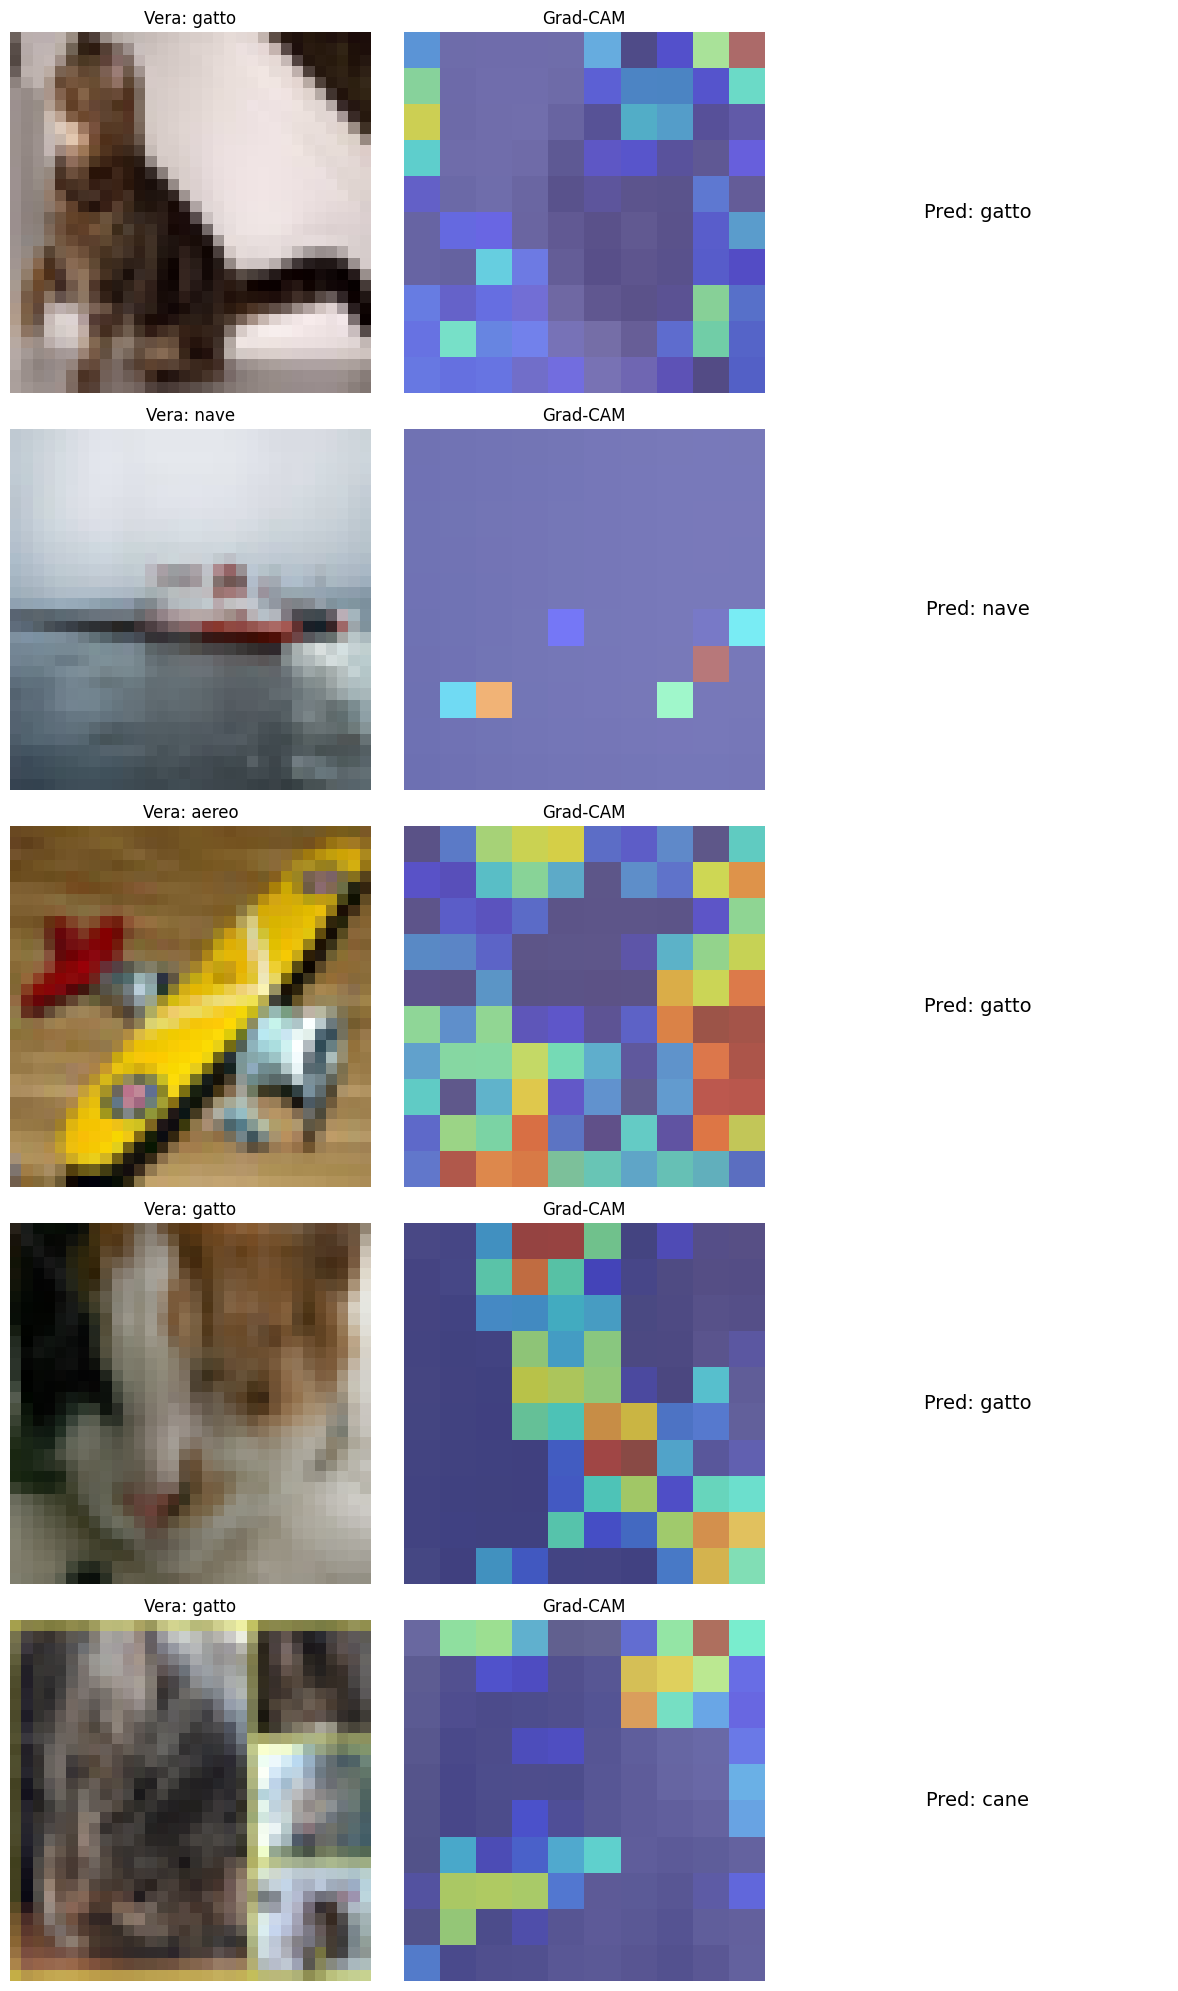 Vera: gatto
Grad-CAM
Pred: gatto
Vera: nave
Grad-CAM
Pred: nave
Vera: aereo
Grad-CAM
Pred: gatto
Vera: gatto
Grad-CAM
Pred: gatto
Vera: gatto
Grad-CAM
Pred: cane